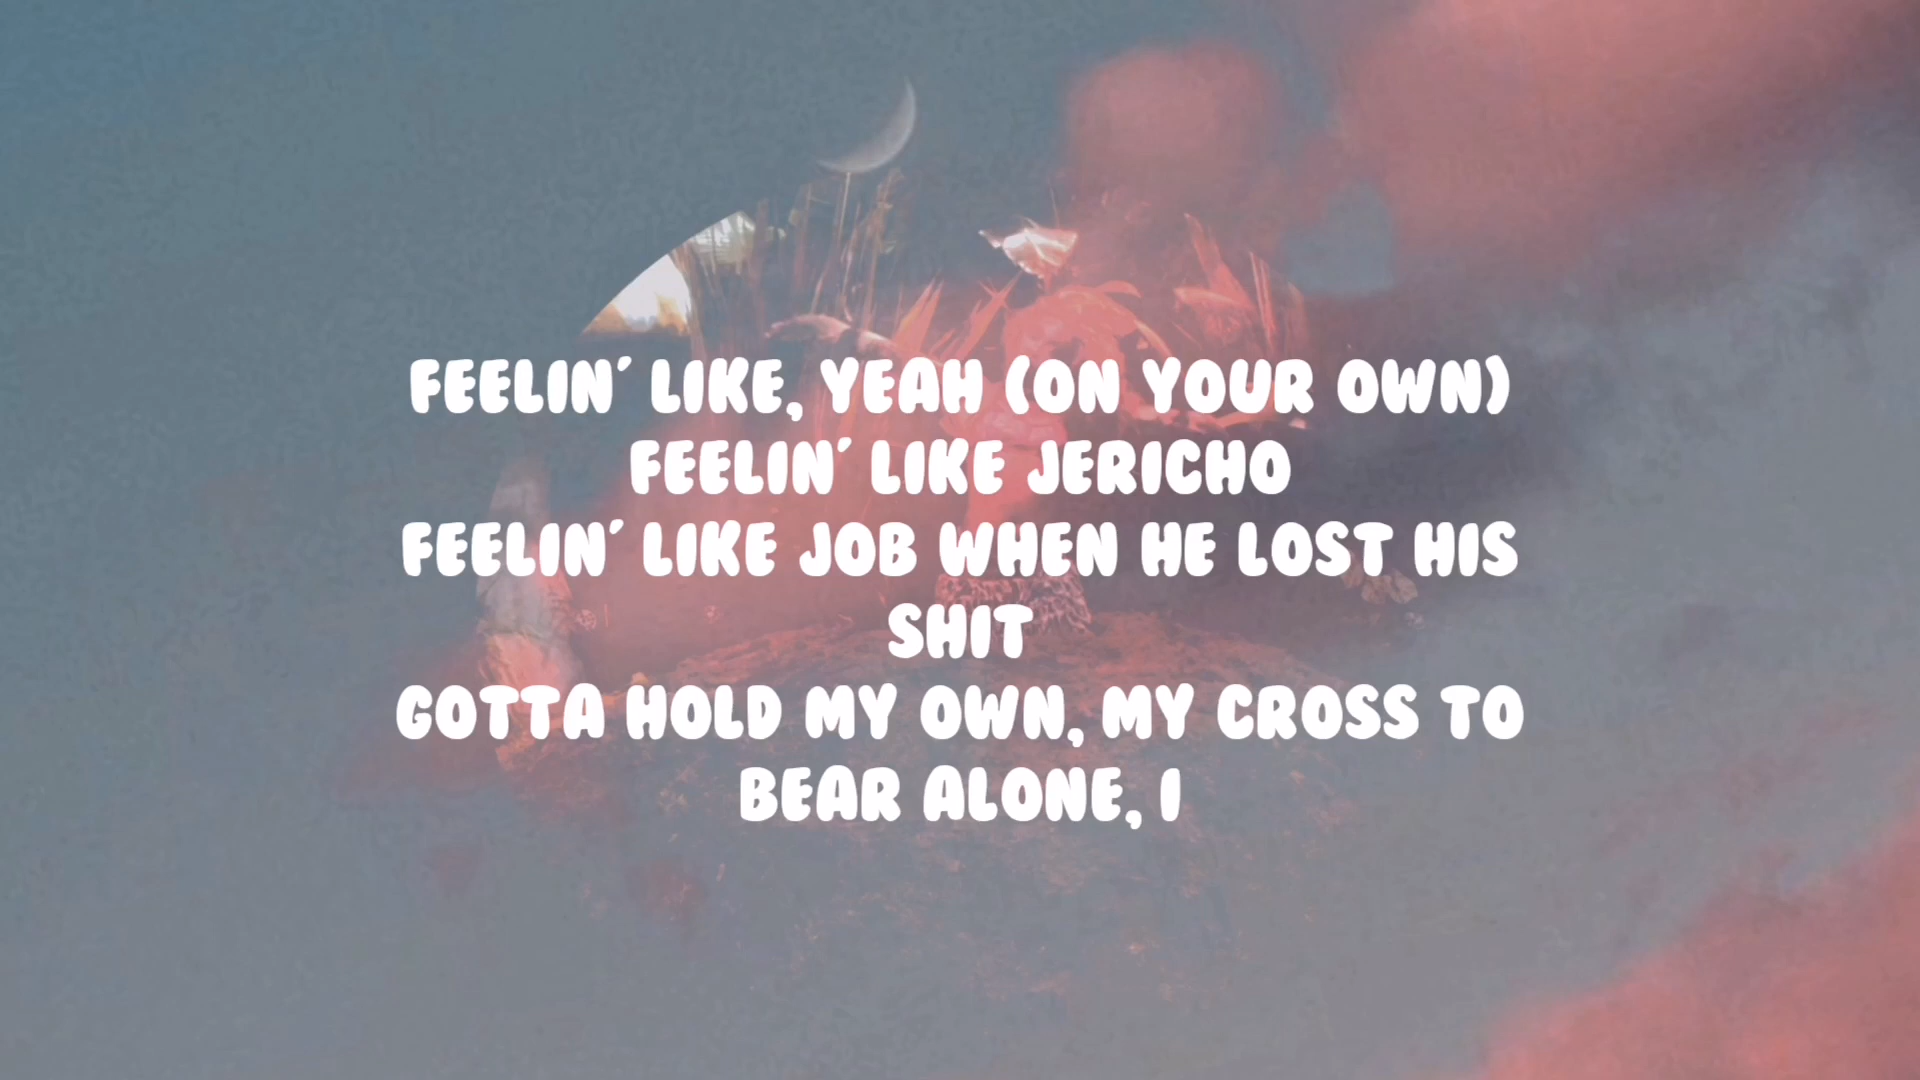 FEELIN' LIKE, YEAH (ON YOUR OWN)
FEELIN' LIKE JERICHO
FEELIN' LIKE JOB WHEN HE LOST HIS
SHIT
GOTTA HOLD MY OWN, MY CROSS TO
BEAR ALONE, I